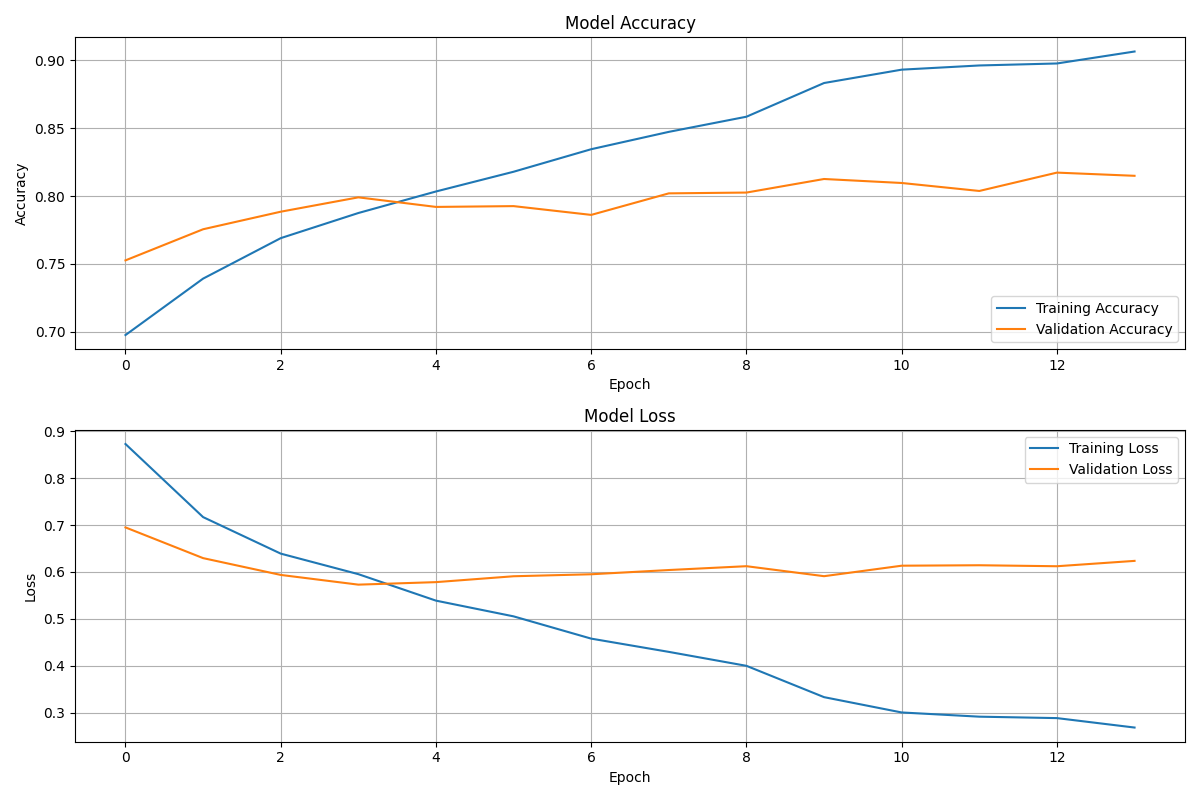 Model Accuracy
Accuracy
0.90
0.85
0.80
0.75
0.70
Training Accuracy
Validation Accuracy
0 2 4 6 8 10 12
Epoch
Model Loss
Loss
0.9
0.8
0.7
0.6
0.5
0.4
0.3
Training Loss
Validation Loss
0 2 4 6 8 10 12
Epoch